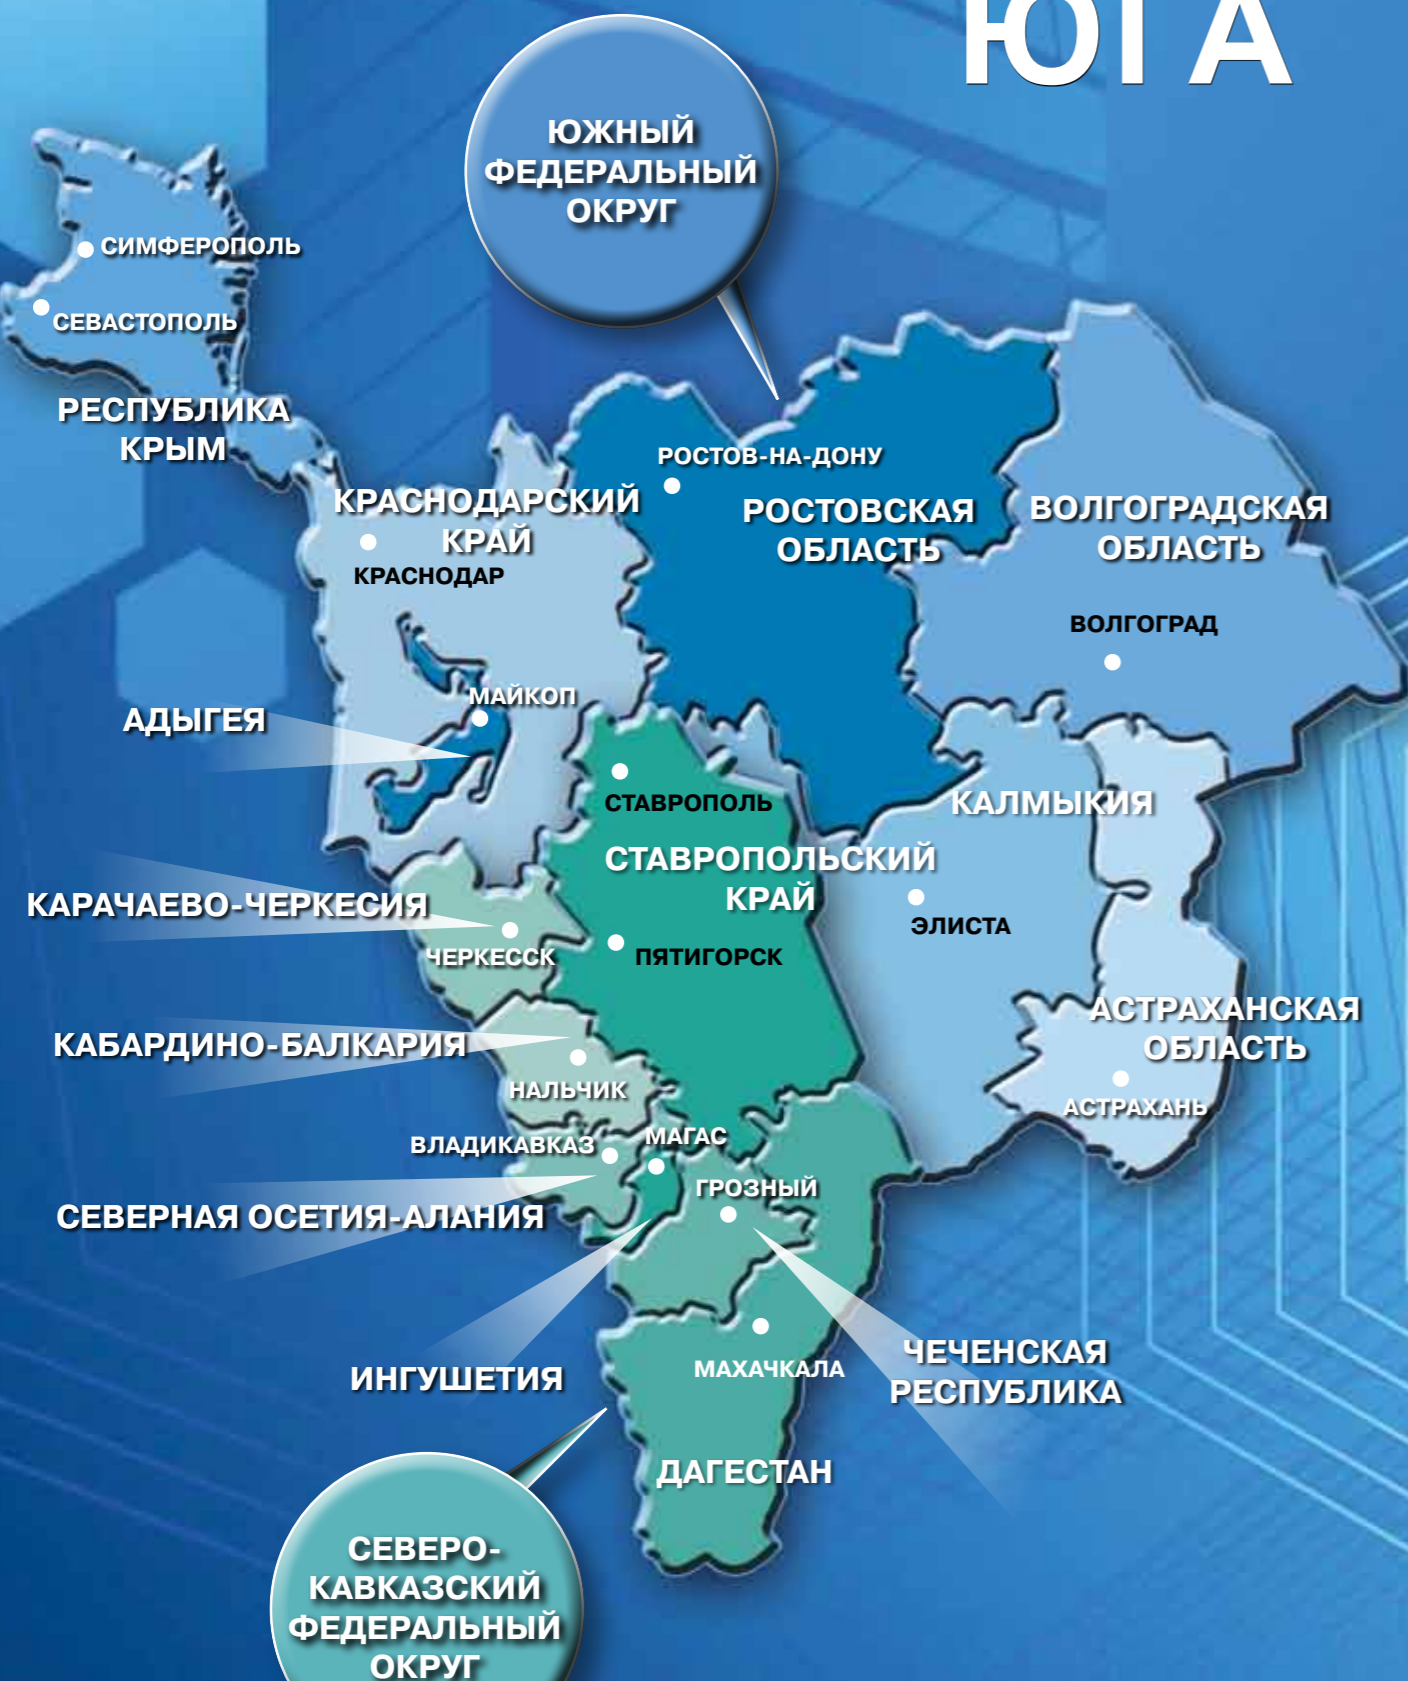 ЮГА
ЮЖНЫЙ
ФЕДЕРАЛЬНЫЙ
ОКРУГ
СИМФЕРОПОЛЬ
СЕВАСТОПОЛЬ
РЕСПУБЛИКА
КРЫМ
РОСТОВ-НА-ДОНУ
КРАСНОДАРСКИЙ
КРАЙ
КРАСНОДАР
РОСТОВСКАЯ
ОБЛАСТЬ
ВОЛГОГРАДСКАЯ
ОБЛАСТЬ
ВОЛГОГРАД
МАЙКОП
АДЫГЕЯ
СТАВРОПОЛЬ
КАЛМЫКИЯ
СТАВРОПОЛЬСКИЙ
КРАЙ
КАРАЧАЕВО-ЧЕРКЕСИЯ
ЭЛИСТА
ЧЕРКЕССК
ПЯТИГОРСК
АСТРАХАНСКАЯ
ОБЛАСТЬ
КАБАРДИНО-БАЛКАРИЯ
НАЛЬЧИК
АСТРАХАНЬ
ВЛАДИКАВКАЗ
МАГАС
ГРОЗНЫЙ
СЕВЕРНАЯ ОСЕТИЯ-АЛАНИЯ
ИНГУШЕТИЯ
МАХАЧКАЛА
ЧЕЧЕНСКАЯ
РЕСПУБЛИКА
ДАГЕСТАН
СЕВЕРО-
КАВКАЗСКИЙ
ФЕДЕРАЛЬНЫЙ
ОКРУГ